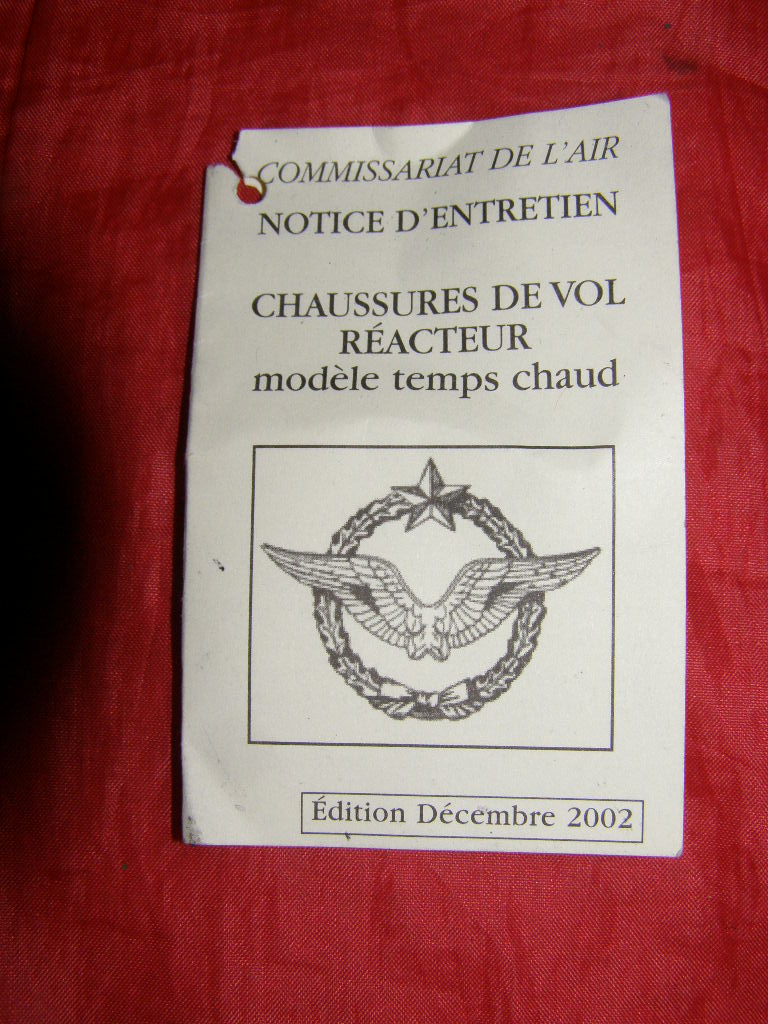 COMMISSARIAT DE L'AIR
NOTICE D'ENTRETIEN
CHAUSSURES DE VOL
RÉACTEUR
modèle temps chaud
Édition Décembre 2002